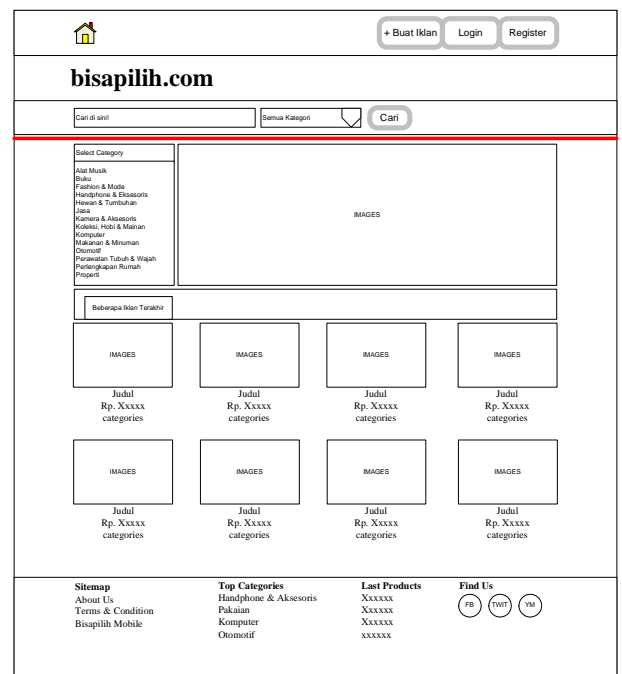 + Buat Iklan Login Register
bisapilih.com
Cari di sini! Semua Kategori Cari
Select Category
Alat Musik
Buku
Fashion & Mode
Handphone & Eksesoris
Hewan & Tumbuhan
Jasa
Kamera & Aksesoris
Koleksi, Hobi & Mainan
Komputer
Makanan & Minuman
Otomotif
Perawatan Tubuh & Wajah
Perlengkapan Rumah
Properti
IMAGES
Beberapa Iklan Terakhir
IMAGES IMAGES IMAGES IMAGES
Judul Judul Judul Judul
Rp. Xxxxx Rp. Xxxxx Rp. Xxxxx Rp. Xxxxx
categories categories categories categories
IMAGES IMAGES IMAGES IMAGES
Judul Judul Judul Judul
Rp. Xxxxx Rp. Xxxxx Rp. Xxxxx Rp. Xxxxx
categories categories categories categories
Sitemap
About Us
Terms & Condition
Bisapilih Mobile
Top Categories
Handphone & Aksesoris
Pakaian
Komputer
Otomotif
Last Products
Xxxxxx
Xxxxxx
Xxxxxx
xxxxxx
Find Us
FB TWIT YM